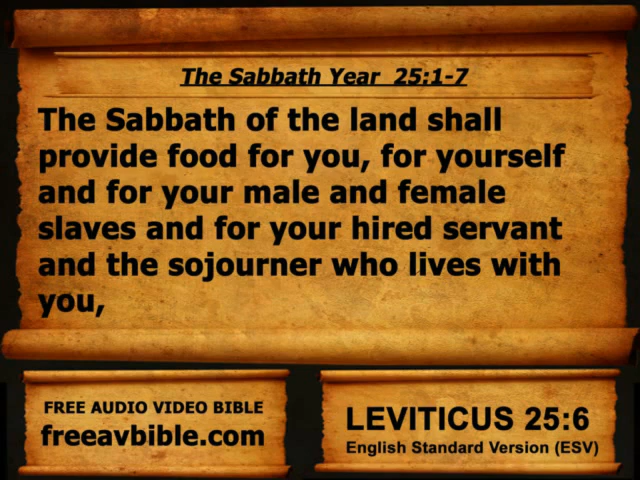 The Sabbath Year  25:1-7
The Sabbath of the land shall
provide food for you, for yourself
and for your male and female
slaves and for your hired servant
and the sojourner who lives with
you,
FREE AUDIO VIDEO BIBLE
freeavbible.com
LEVITICUS 25:6
English Standard Version (ESV)